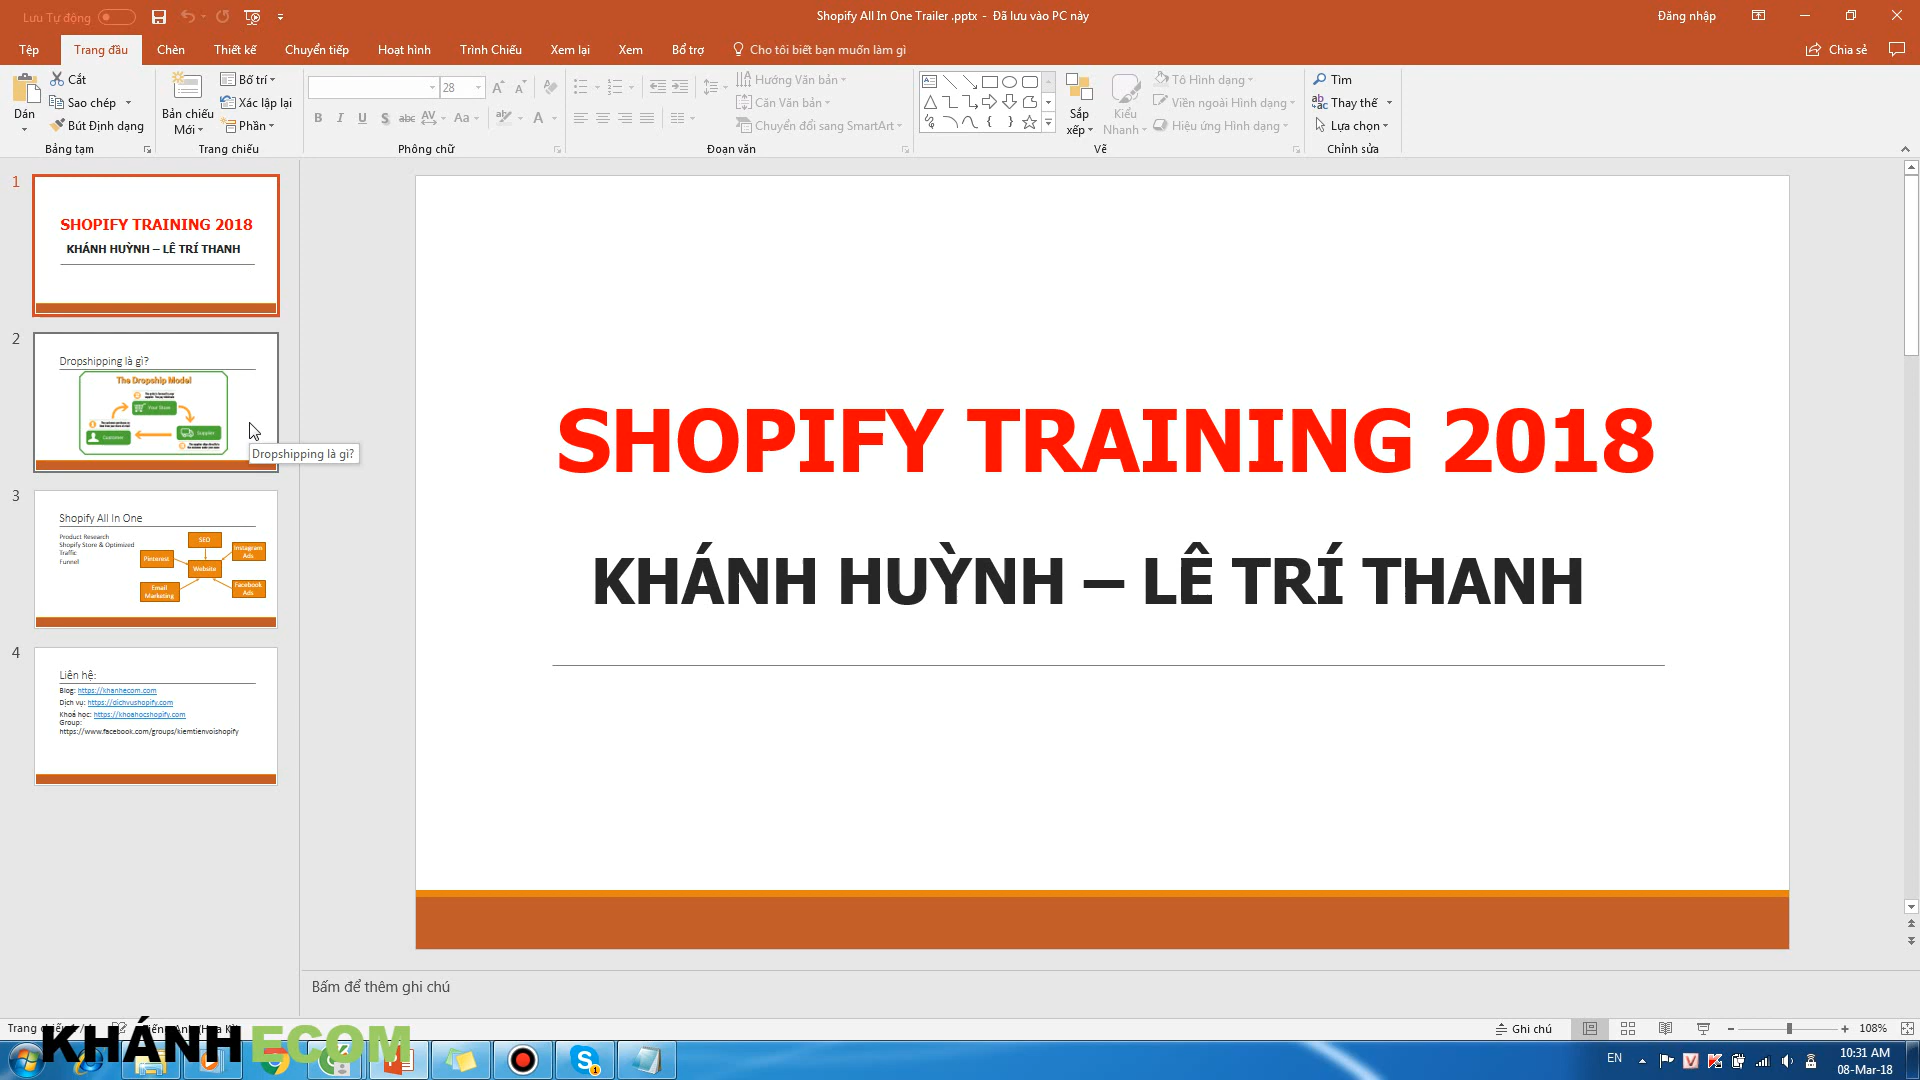 Lưu Tự động
Shopify All In One Trailer .pptx - Đã lưu vào PC này
Đăng nhập
Tệp
Trang đầu
Chèn
Thiết kế
Chuyển tiếp
Hoạt hình
Trình Chiếu
Xem lại
Xem
Bổ trợ
Cho tôi biết bạn muốn làm gì
Chia sẻ
Dán
Cắt
Sao chép
Bút Định dạng
Bảng tạm
Bản chiếu
Mới
Bố trí
Xác lập lại
Phần
Trang chiếu
28
Phông chữ
Hướng Văn bản
Căn Văn bản
Chuyển đổi sang SmartArt
Đoạn văn
Sắp
xếp
Kiểu
Nhanh
Tô Hình dạng
Viền ngoài Hình dạng
Hiệu ứng Hình dạng
Vẽ
Tìm
Thay thế
Lựa chọn
Chỉnh sửa
1
SHOPIFY TRAINING 2018
KHÁNH HUỲNH – LÊ TRÍ THANH
2
Dropshipping là gì?
The Dropship Model
Your Store
Customer
Supplier
Dropshipping là gì?
3
Shopify All In One
Product Research
Shopify Store & Optimized
Traffic
Funnel
SEO
Pinterest
Instagram
Ads
Website
Email
Marketing
Facebook
Ads
4
Liên hệ:
Blog: https://khanhecom.com
Dịch vụ: https://dichvushopify.com
Khoá học: https://khoahocshopify.com
Group:
https://www.facebook.com/groups/kiemtienvoishopify
SHOPIFY TRAINING 2018
KHÁNH HUỲNH – LÊ TRÍ THANH
Bấm để thêm ghi chú
Ghi chú
108%
KHÁNHECOM
EN
10:31 AM
08-Mar-18